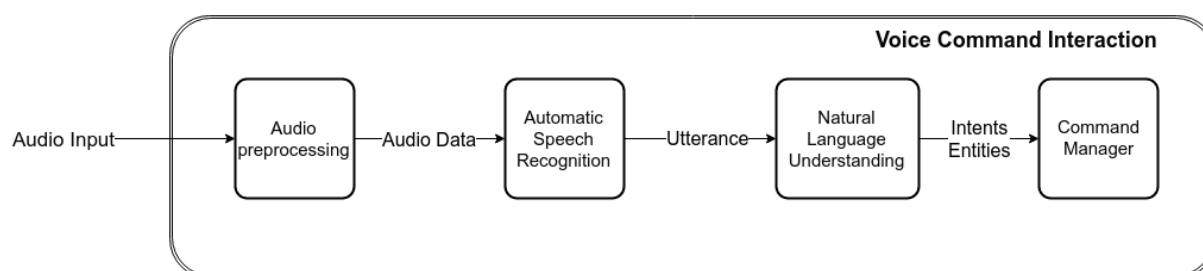 Voice Command Interaction
Audio Input
Audio
preprocessing
Audio Data
Automatic
Speech
Recognition
Utterance
Natural
Language
Understanding
Intents
Entities
Command
Manager